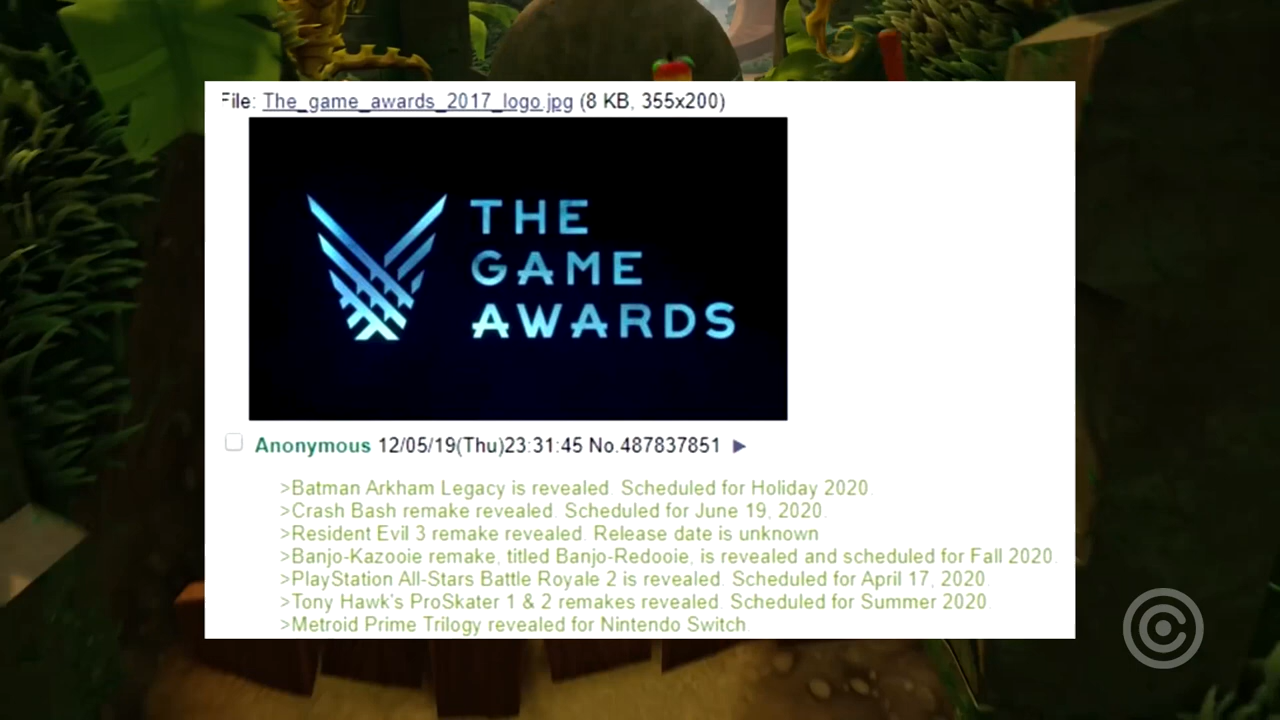 File: The_game_awards_2017_logo.jpg (8 KB, 355x200)
THE
GAME
AWARDS
Anonymous 12/05/19(Thu)23:31:45 No.487837851 ▶
>Batman Arkham Legacy is revealed. Scheduled for Holiday 2020.
>Crash Bash remake revealed. Scheduled for June 19, 2020.
>Resident Evil 3 remake revealed. Release date is unknown
>Banjo-Kazooie remake, titled Banjo-Redooie, is revealed and scheduled for Fall 2020.
>PlayStation All-Stars Battle Royale 2 is revealed. Scheduled for April 17, 2020.
>Tony Hawk's ProSkater 1 & 2 remakes revealed. Scheduled for Summer 2020.
>Metroid Prime Trilogy revealed for Nintendo Switch.